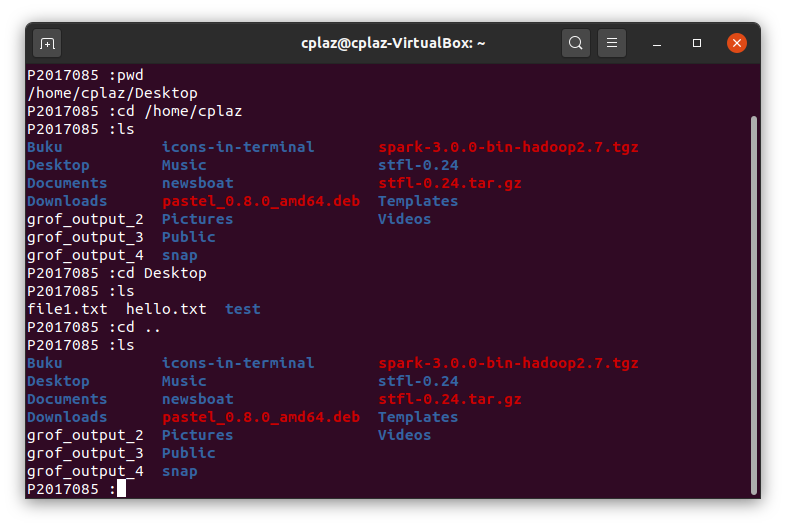 cplaz@cplaz-VirtualBox: ~
P2017085 :pwd
/home/cplaz/Desktop
P2017085 :cd /home/cplaz
P2017085 :ls
Buku           icons-in-terminal       spark-3.0.0-bin-hadoop2.7.tgz
Desktop        Music                   stfl-0.24
Documents      newsboat                stfl-0.24.tar.gz
Downloads      pastel_0.8.0_amd64.deb  Templates
grof_output_2  Pictures                Videos
grof_output_3  Public
grof_output_4  snap
P2017085 :cd Desktop
P2017085 :ls
file1.txt  hello.txt  test
P2017085 :cd ..
P2017085 :ls
Buku           icons-in-terminal       spark-3.0.0-bin-hadoop2.7.tgz
Desktop        Music                   stfl-0.24
Documents      newsboat                stfl-0.24.tar.gz
Downloads      pastel_0.8.0_amd64.deb  Templates
grof_output_2  Pictures                Videos
grof_output_3  Public
grof_output_4  snap
P2017085 :